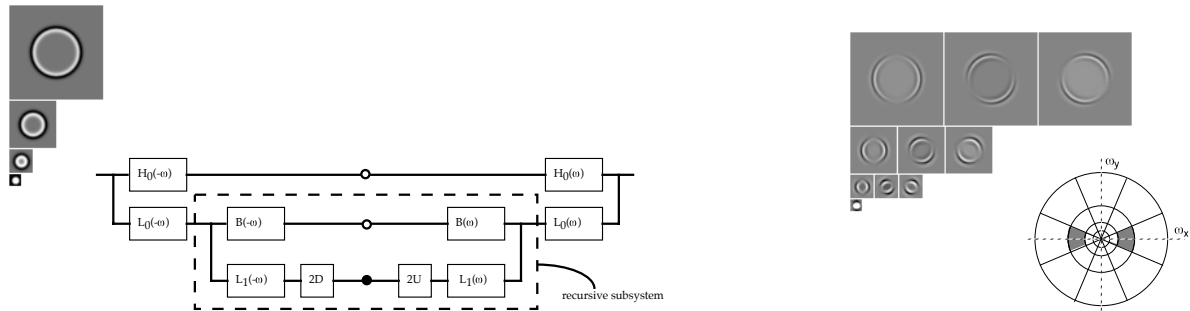 H0(-ω)
H0(ω)
L0(-ω)
B(-ω)
B(ω)
L0(ω)
L1(-ω)
2D
2U
L1(ω)
recursive subsystem
ωy
ωx